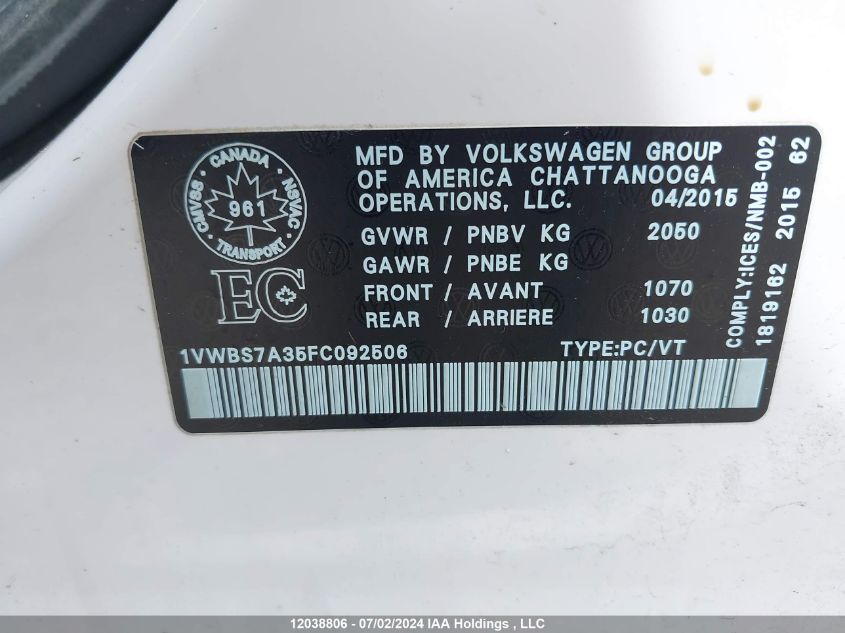 CANADA
CMVSS · NSVAC
961
TRANSPORT
EC
MFD BY VOLKSWAGEN GROUP
OF AMERICA CHATTANOOGA
OPERATIONS, LLC. 04/2015
GVWR / PNBV KG 2050
GAWR / PNBE KG
FRONT / AVANT 1070
REAR / ARRIERE 1030
1VWBS7A35FC092506 TYPE:PC/VT
COMPLY:ICES/NMB-002
1819162 2015 62
12038806 - 07/02/2024 IAA Holdings , LLC